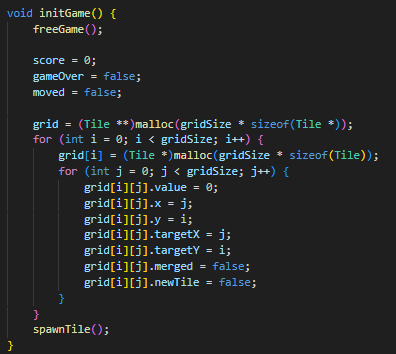 void initGame() {
    freeGame();

    score = 0;
    gameOver = false;
    moved = false;

    grid = (Tile **)malloc(gridSize * sizeof(Tile *));
    for (int i = 0; i < gridSize; i++) {
        grid[i] = (Tile *)malloc(gridSize * sizeof(Tile));
        for (int j = 0; j < gridSize; j++) {
            grid[i][j].value = 0;
            grid[i][j].x = j;
            grid[i][j].y = i;
            grid[i][j].targetX = j;
            grid[i][j].targetY = i;
            grid[i][j].merged = false;
            grid[i][j].newTile = false;
        }
    }
    spawnTile();
}